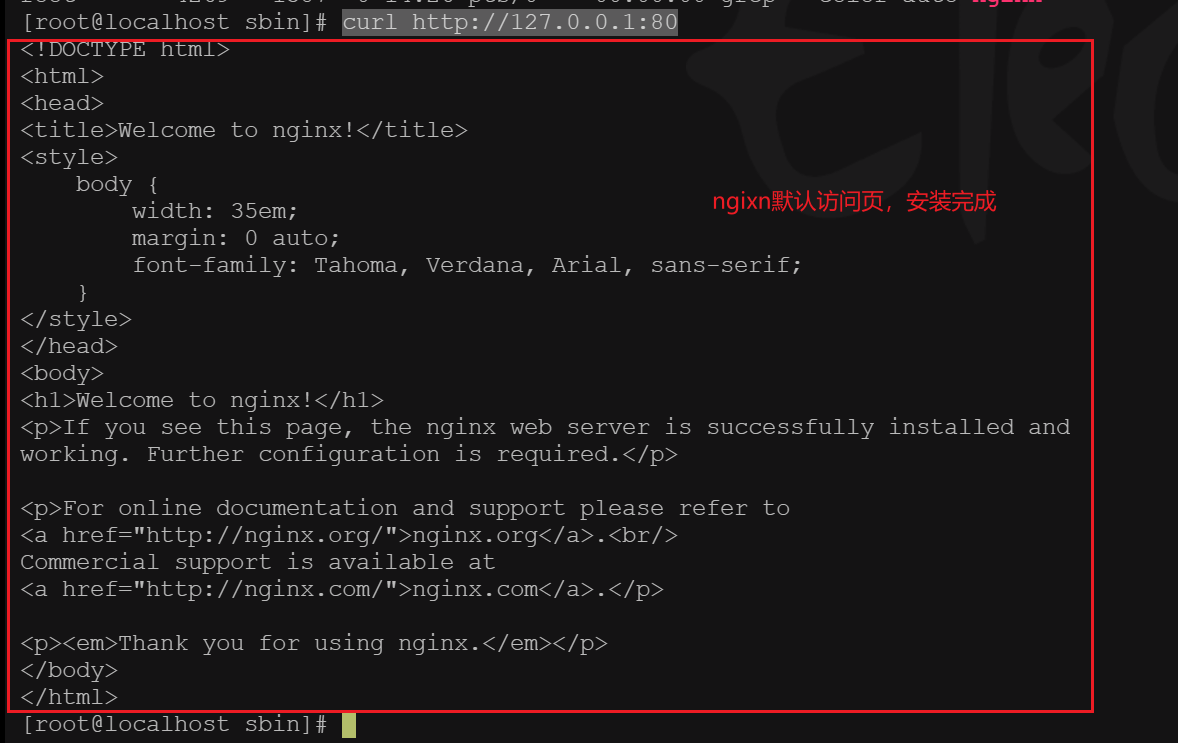 [root@localhost sbin]# curl http://127.0.0.1:80
<!DOCTYPE html>
<html>
<head>
<title>Welcome to nginx!</title>
<style>
    body {
        width: 35em;
        margin: 0 auto;
        font-family: Tahoma, Verdana, Arial, sans-serif;
    }
</style>
</head>
<body>
<h1>Welcome to nginx!</h1>
<p>If you see this page, the nginx web server is successfully installed and
working. Further configuration is required.</p>

<p>For online documentation and support please refer to
<a href="http://nginx.org/">nginx.org</a>.<br/>
Commercial support is available at
<a href="http://nginx.com/">nginx.com</a>.</p>

<p><em>Thank you for using nginx.</em></p>
</body>
</html>
[root@localhost sbin]#
ngixn默认访问页，安装完成